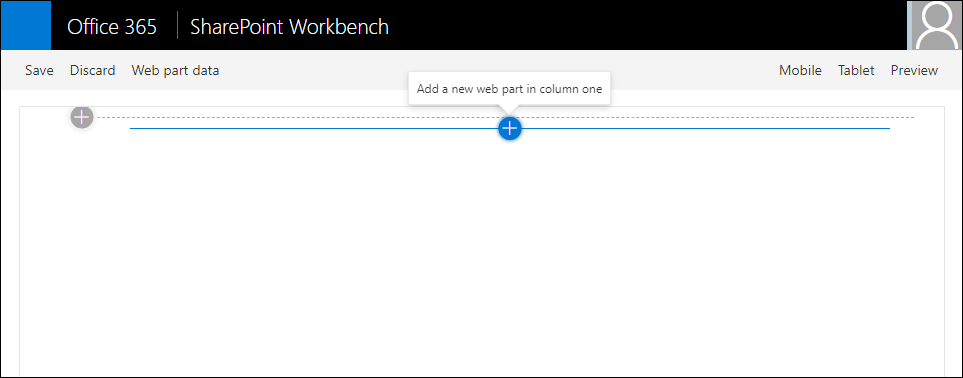 Office 365 SharePoint Workbench
Save Discard Web part data Mobile Tablet Preview
Add a new web part in column one